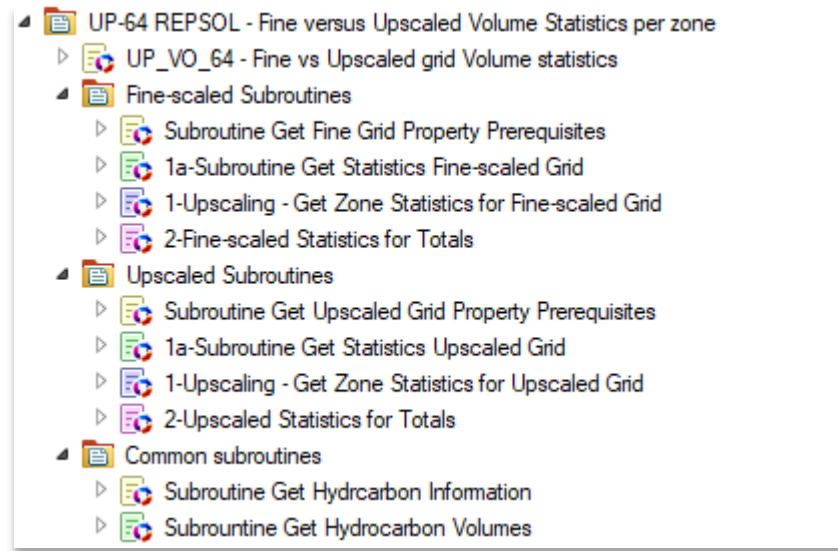 UP-64 REPSOL - Fine versus Upscaled Volume Statistics per zone
UP_VO_64 - Fine vs Upscaled grid Volume statistics
Fine-scaled Subroutines
Subroutine Get Fine Grid Property Prerequisites
1a-Subroutine Get Statistics Fine-scaled Grid
1-Upscaling - Get Zone Statistics for Fine-scaled Grid
2-Fine-scaled Statistics for Totals
Upscaled Subroutines
Subroutine Get Upscaled Grid Property Prerequisites
1a-Subroutine Get Statistics Upscaled Grid
1-Upscaling - Get Zone Statistics for Upscaled Grid
2-Upscaled Statistics for Totals
Common subroutines
Subroutine Get Hydrcarbon Information
Subrountine Get Hydrocarbon Volumes